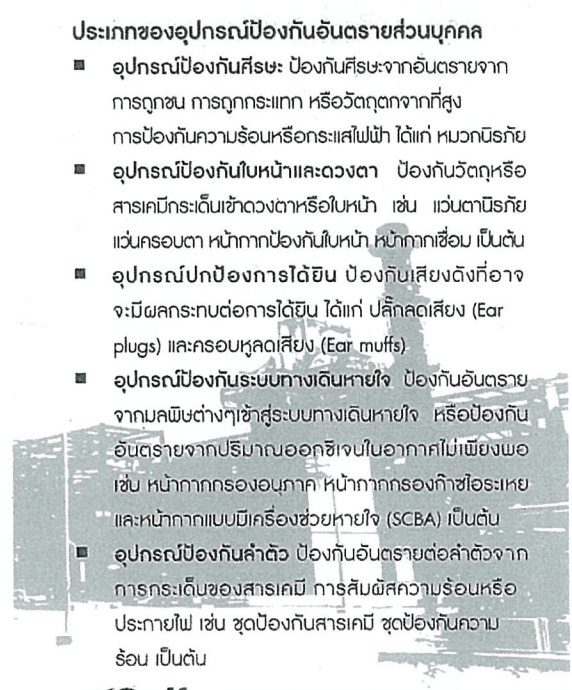 ประเภทของอุปกรณ์ป้องกันอันตรายส่วนบุคคล
■ อุปกรณ์ป้องกันศีรษะ ป้องกันศีรษะจากอันตรายจาก
การถูกชน การถูกกระแทก หรือวัตถุตกจากที่สูง
การป้องกันความร้อนหรือกระแสไฟฟ้า ได้แก่ หมวกนิรภัย
■ อุปกรณ์ป้องกันใบหน้าและดวงตา ป้องกันวัตถุหรือ
สารเคมีกระเด็นเข้าดวงตาหรือใบหน้า เช่น แว่นตานิรภัย
แว่นครอบตา หน้ากากป้องกันใบหน้า หน้ากากเชื่อม เป็นต้น
■ อุปกรณ์ปกป้องการได้ยิน ป้องกันเสียงดังที่อาจ
จะมีผลกระทบต่อการได้ยิน ได้แก่ ปลั๊กลดเสียง (Ear
plugs) และครอบหูลดเสียง (Ear muffs)
■ อุปกรณ์ป้องกันระบบทางเดินหายใจ ป้องกันอันตราย
จากมลพิษต่างๆเข้าสู่ระบบทางเดินหายใจ หรือป้องกัน
อันตรายจากปริมาณออกซิเจนในอากาศไม่เพียงพอ
เช่น หน้ากากกรองอนุภาค หน้ากากกรองก๊าซไอระเหย
และหน้ากากแบบมีเครื่องช่วยหายใจ (SCBA) เป็นต้น
■ อุปกรณ์ป้องกันลำตัว ป้องกันอันตรายต่อลำตัวจาก
การกระเด็นของสารเคมี การสัมผัสความร้อนหรือ
ประกายไฟ เช่น ชุดป้องกันสารเคมี ชุดป้องกันความ
ร้อน เป็นต้น